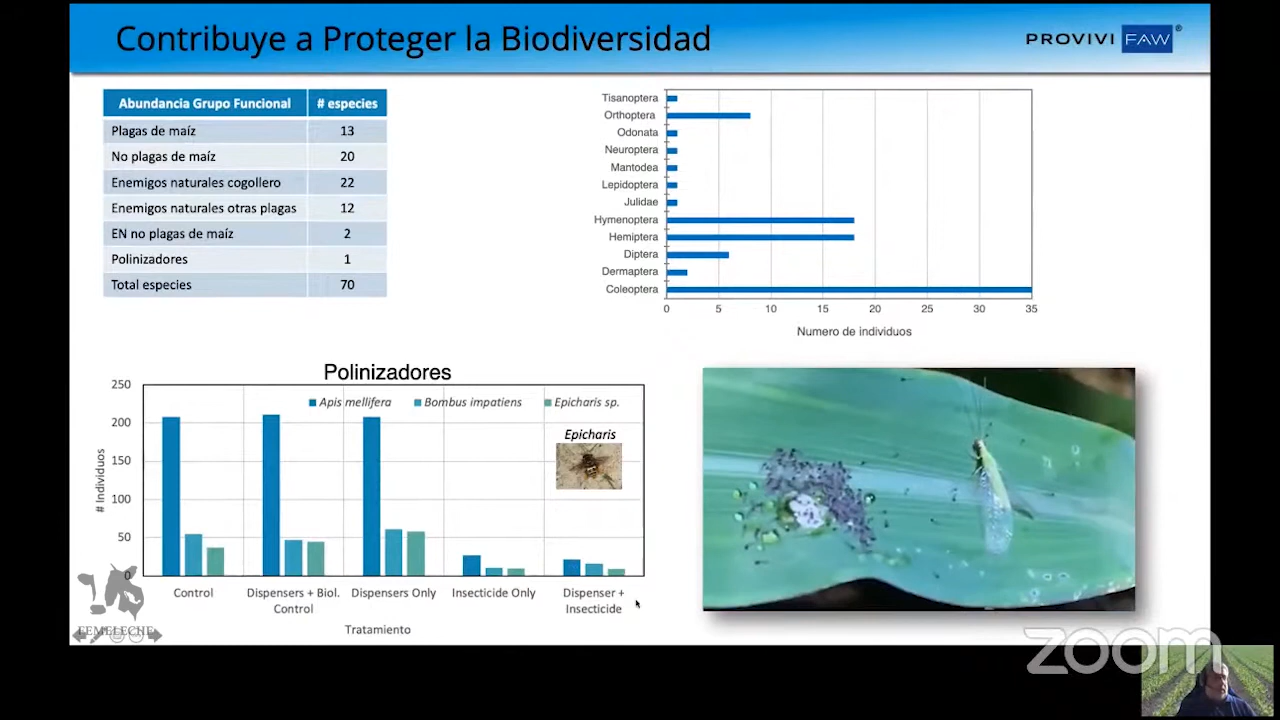 Contribuye a Proteger la Biodiversidad
PROVIVI FAW®
Abundancia Grupo Funcional # especies
Plagas de maíz 13
No plagas de maíz 20
Enemigos naturales cogollero 22
Enemigos naturales otras plagas 12
EN no plagas de maíz 2
Polinizadores 1
Total especies 70
Tisanoptera
Orthoptera
Odonata
Neuroptera
Mantodea
Lepidoptera
Julidae
Hymenoptera
Hemiptera
Diptera
Dermaptera
Coleoptera
0 5 10 15 20 25 30 35
Numero de individuos
Polinizadores
250
200
150
100
50
0
# Individuos
Apis mellifera Bombus impatiens Epicharis sp.
Epicharis
Control Dispensers + Biol. Control Dispensers Only Insecticide Only Dispenser + Insecticide
Tratamiento
FEMELECHE
zoom